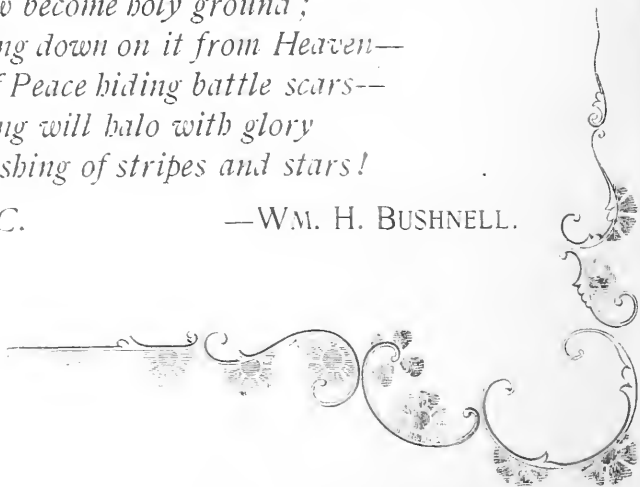 become holy ground ;
ng down on it from Heaven—
f Peace hiding battle scars--
ng will halo with glory
shing of stripes and stars!
C.
—WM. H. BUSHNELL.